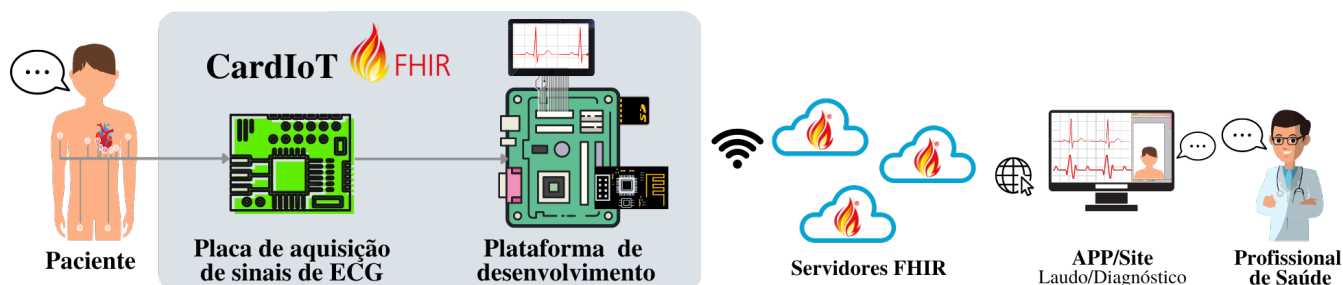 CardIoT
FHIR
Paciente
Placa de aquisição
de sinais de ECG
Plataforma de
desenvolvimento
Servidores FHIR
APP/Site
Laudo/Diagnóstico
Profissional
de Saúde